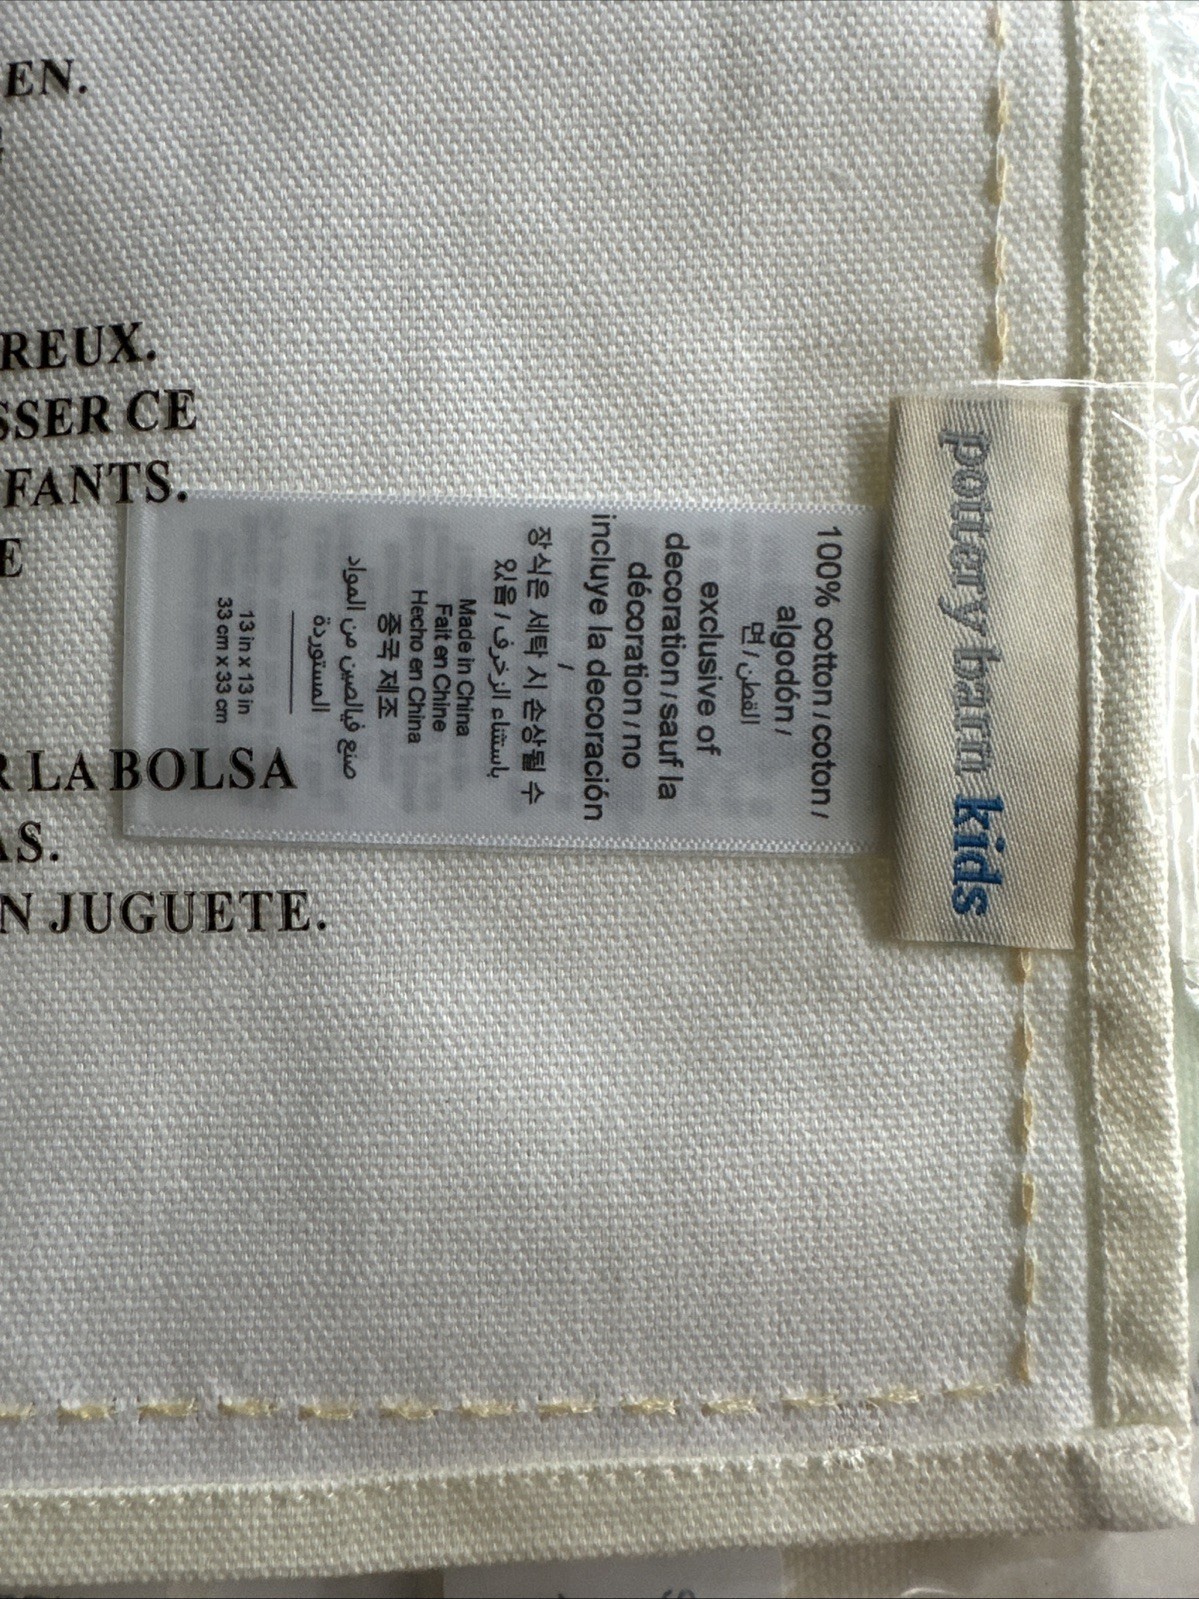 EN.
REUX.
SSER CE
FANTS.
E
R LA BOLSA
AS.
N JUGUETE.
pottery barn kids
100% cotton / coton /
algodón /
면 / القطن
exclusive of
decoration / sauf la
décoration / no
incluye la decoración
/
장식은 세탁 시 손상될 수
있음 / باستثناء الزخرف
Made in China
Fait en Chine
Hecho en China
중국 제조
صنع فيالصين من المواد
المستوردة
13 in x 13 in
33 cm x 33 cm